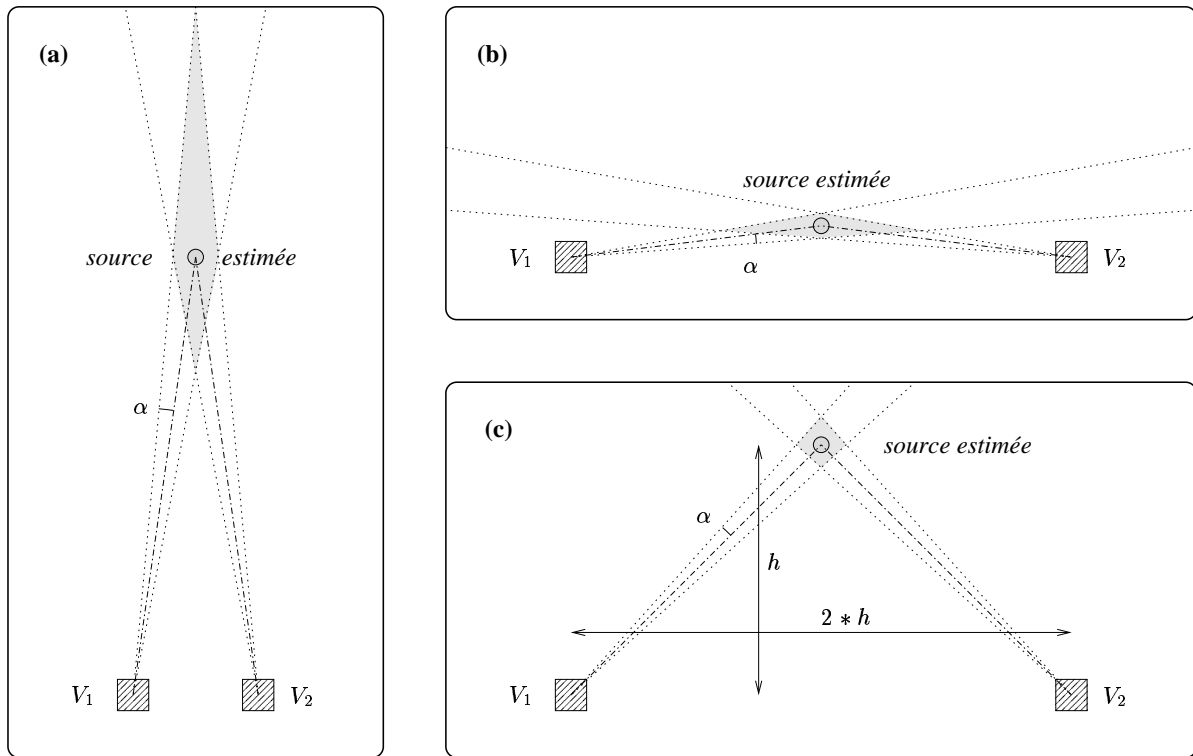 (a)
source estimée
α
V1 V2
(b)
source estimée
V1 V2
α
(c)
source estimée
α
h
2 * h
V1 V2